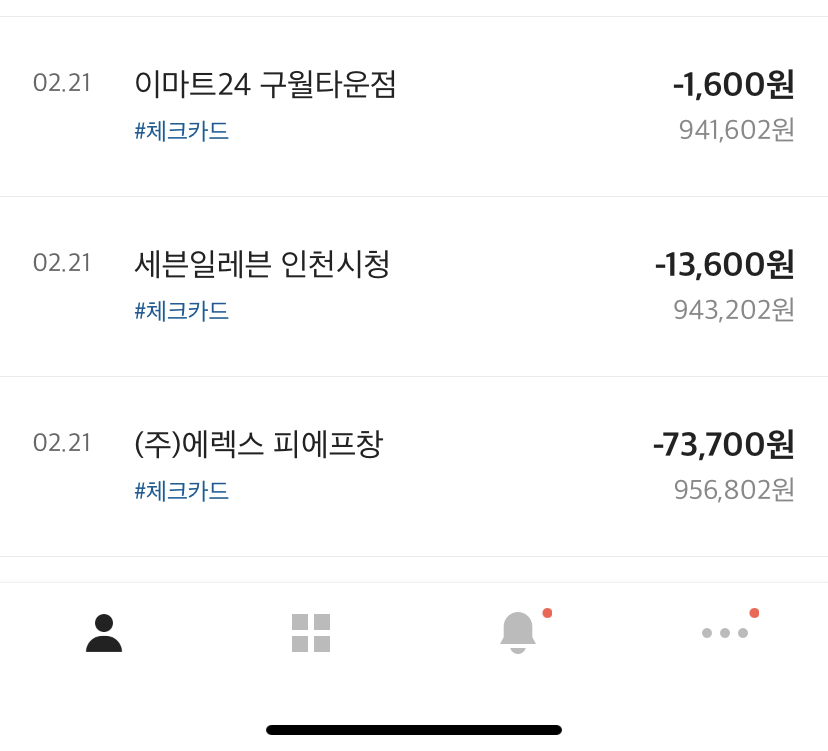 02.21 이마트24 구월타운점 -1,600원
#체크카드 941,602원
02.21 세븐일레븐 인천시청 -13,600원
#체크카드 943,202원
02.21 (주)에렉스 피에프창 -73,700원
#체크카드 956,802원